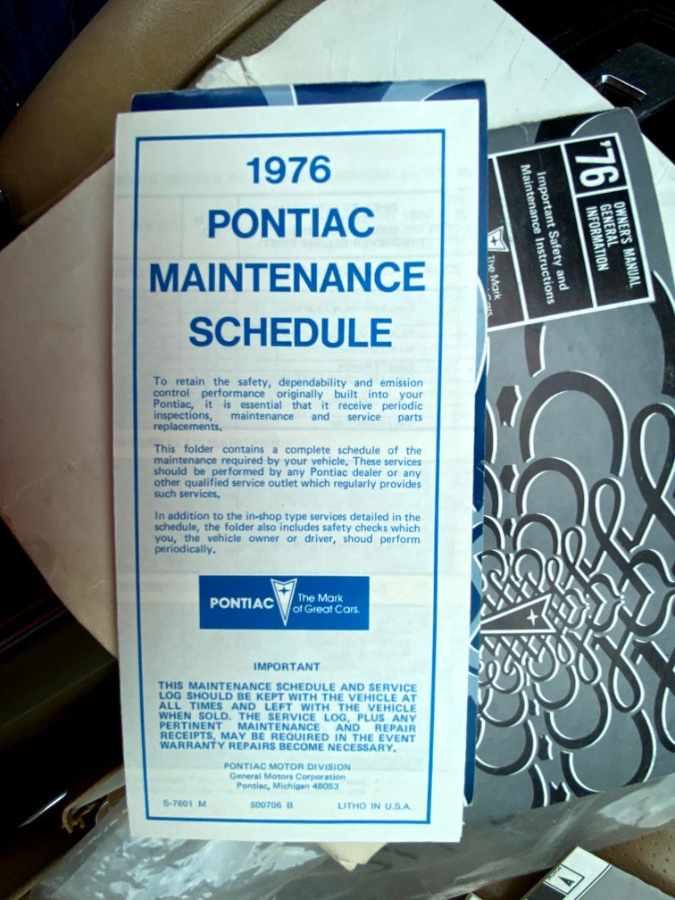 1976
PONTIAC
MAINTENANCE
SCHEDULE
To retain the safety, dependability and emission
control performance originally built into your
Pontiac, it is essential that it receive periodic
inspections, maintenance and service parts
replacements.
This folder contains a complete schedule of the
maintenance required by your vehicle. These services
should be performed by any Pontiac dealer or any
other qualified service outlet which regularly provides
such services.
In addition to the in-shop type services detailed in the
schedule, the folder also includes safety checks which
you, the vehicle owner or driver, shoud perform
periodically.
PONTIAC The Mark
of Great Cars.
IMPORTANT
THIS MAINTENANCE SCHEDULE AND SERVICE
LOG SHOULD BE KEPT WITH THE VEHICLE AT
ALL TIMES AND LEFT WITH THE VEHICLE
WHEN SOLD. THE SERVICE LOG, PLUS ANY
PERTINENT MAINTENANCE AND REPAIR
RECEIPTS, MAY BE REQUIRED IN THE EVENT
WARRANTY REPAIRS BECOME NECESSARY.
PONTIAC MOTOR DIVISION
General Motors Corporation
Pontiac, Michigan 48053
S-7601 M 500706 B LITHO IN U.S.A.
'76 OWNER'S MANUAL
GENERAL
INFORMATION
Important Safety and
Maintenance Instructions
The Mark